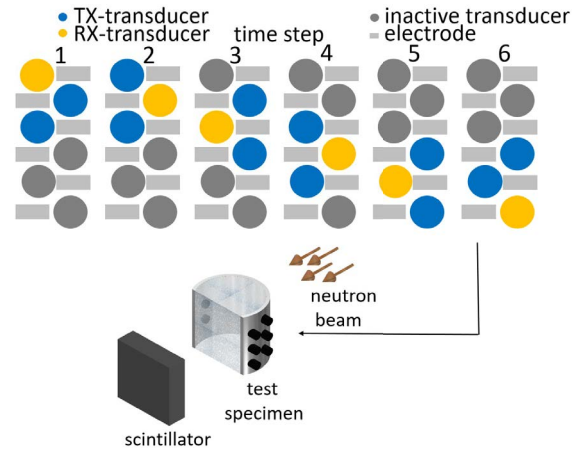 TX-transducer
RX-transducer
time step
inactive transducer
electrode
1 2 3 4 5 6
neutron
beam
test
specimen
scintillator